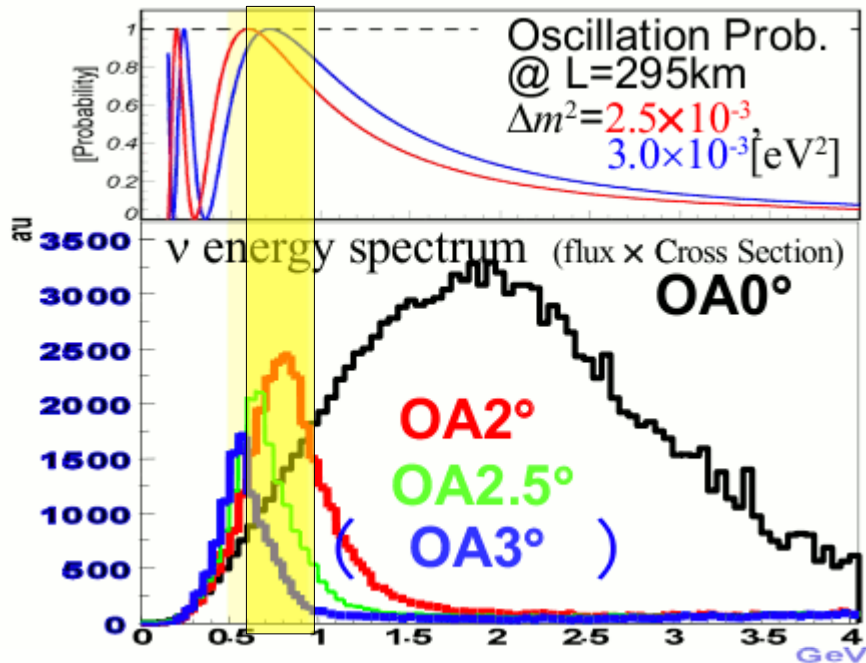 Oscillation Prob.
@ L=295km
Δm²=2.5×10⁻³,
3.0×10⁻³[eV²]
[Probability]
1
0.8
0.6
0.4
0.2
0
a'u
ν energy spectrum (flux × Cross Section)
OA0°
OA2°
OA2.5°
( OA3° )
3500
3000
2500
2000
1500
1000
500
0
0 0·5 1 1·5 2 2·5 3 3·5 4
GeV